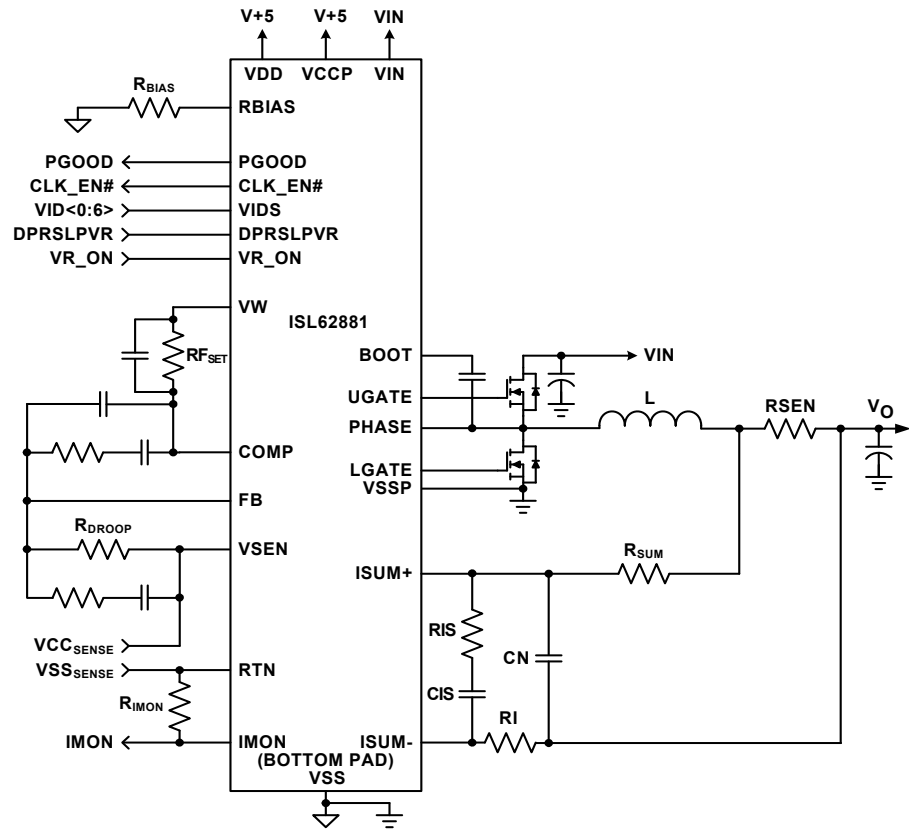 V+5 V+5 VIN
VDD VCCP VIN
RBIAS
RBIAS
PGOOD PGOOD
CLK_EN# CLK_EN#
VID<0:6> VIDS
DPRSLPVR DPRSLPVR
VR_ON VR_ON
VW
ISL62881
RFSET
BOOT VIN
UGATE
L
RSEN
VO
PHASE
COMP
LGATE
VSSP
FB
RDROOP
VSEN
ISUM+
RSUM
RIS
CN
VCCSENSE
VSSSENSE RTN
CIS
RIMON
RI
IMON IMON
ISUM-
(BOTTOM PAD)
VSS